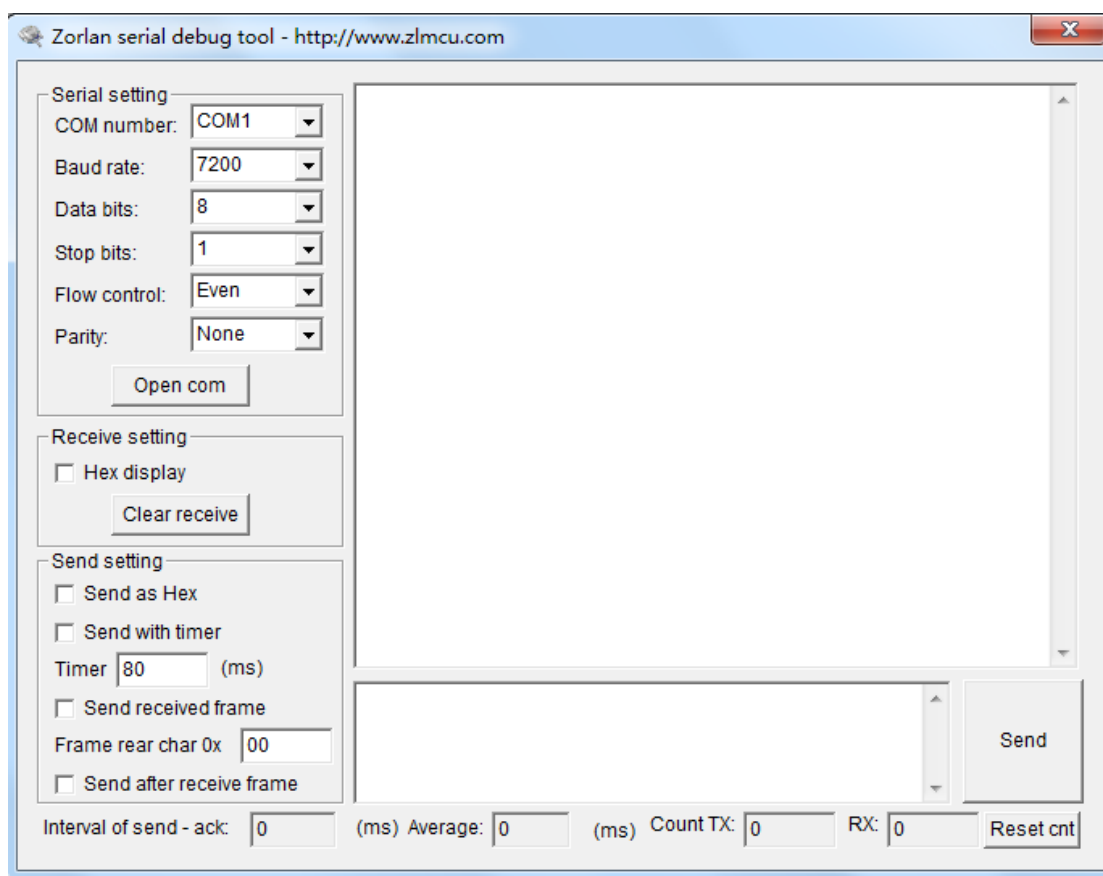 Zorlan serial debug tool - http://www.zlmcu.com
Serial setting
COM number: COM1
Baud rate: 7200
Data bits: 8
Stop bits: 1
Flow control: Even
Parity: None
Open com
Receive setting
Hex display
Clear receive
Send setting
Send as Hex
Send with timer
Timer 80 (ms)
Send received frame
Frame rear char 0x 00
Send after receive frame
Send
Interval of send - ack: 0 (ms) Average: 0 (ms) Count TX: 0 RX: 0 Reset cnt